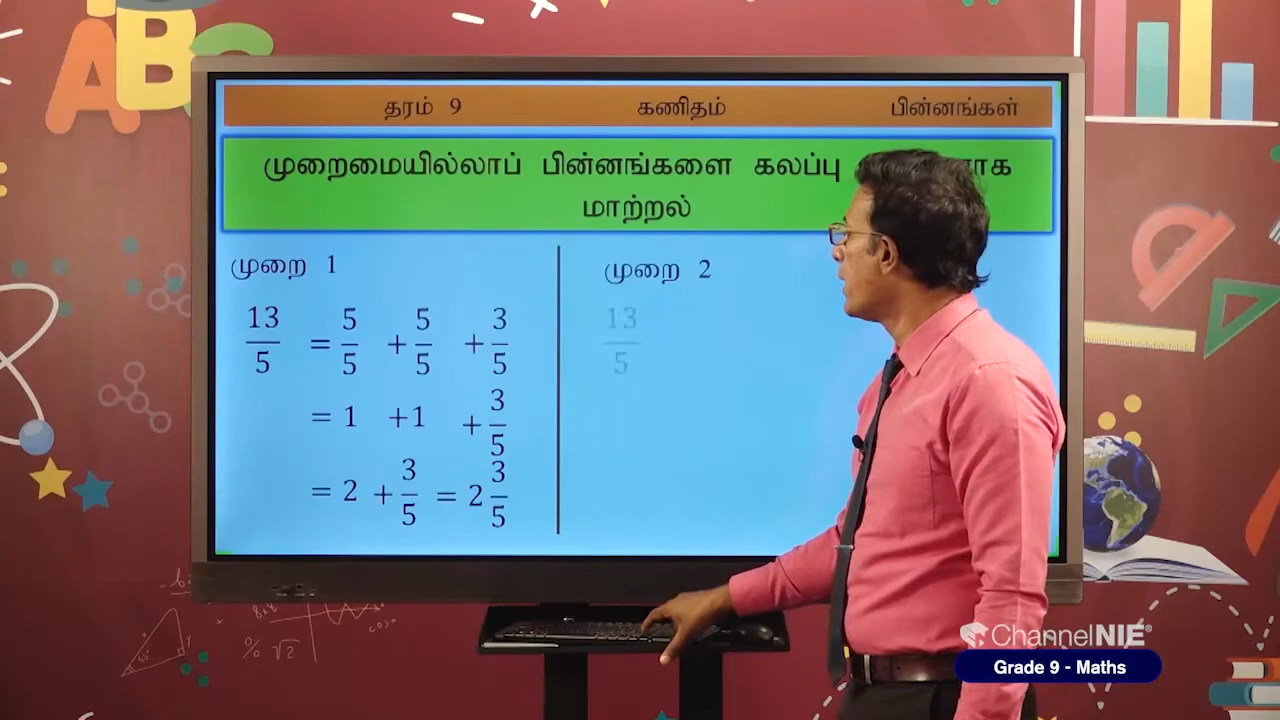 ABC
தரம் 9 கணிதம் பின்னங்கள்
முறைமையில்லாப் பின்னங்களை கலப்பு
மாற்றல்
முறை 1
13/5 = 5/5 + 5/5 + 3/5
= 1 +1 + 3/5
= 2 + 3/5 = 2 3/5
முறை 2
13/5
% √2
ChannelNIE®
Grade 9 - Maths